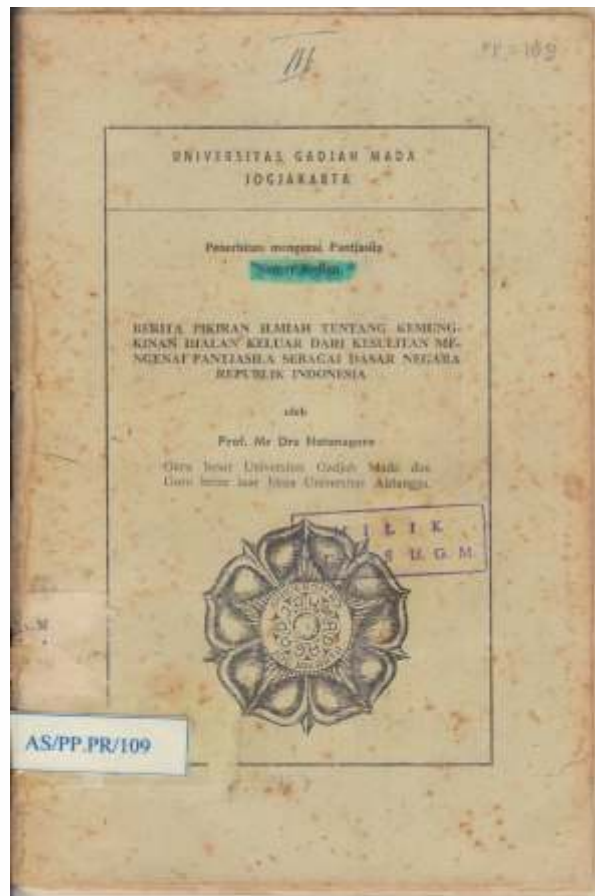 PP = 109
UNIVERSITAS GADJAH MADA
JOGJAKARTA
Penerbitan mengenai Pantjasila
BERITA PIKIRAN ILMIAH TENTANG KEMUNG-
KINAN DJALAN KELUAR DARI KESULITAN ME-
NGENAI PANTJASILA SEBAGAI DASAR NEGARA
REPUBLIK INDONESIA
oleh
Prof. Mr Drs Notonagoro
Guru besar Universitas Gadjah Mada dan
Guru besar luar biasa Universitas Airlangga.
MILIK
U. G. M.
M
AS/PP.PR/109